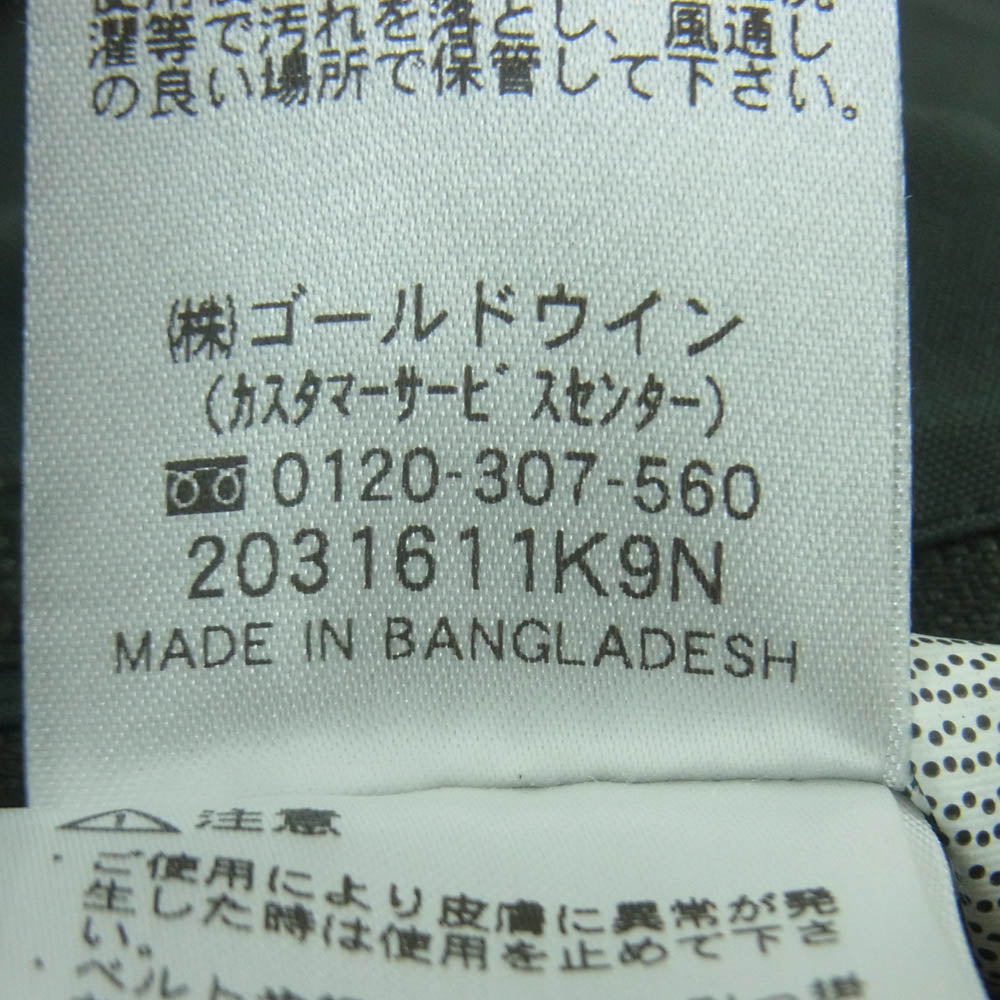 濯等で汚れを落とし、風通し
の良い場所で保管して下さい。
(株)ゴールドウイン
(カスタマーサービスセンター)
0120-307-560
2031611K9N
MADE IN BANGLADESH
注意
・ご使用により皮膚に異常が発
生した時は使用を止めて下さ
い。
・ベルト